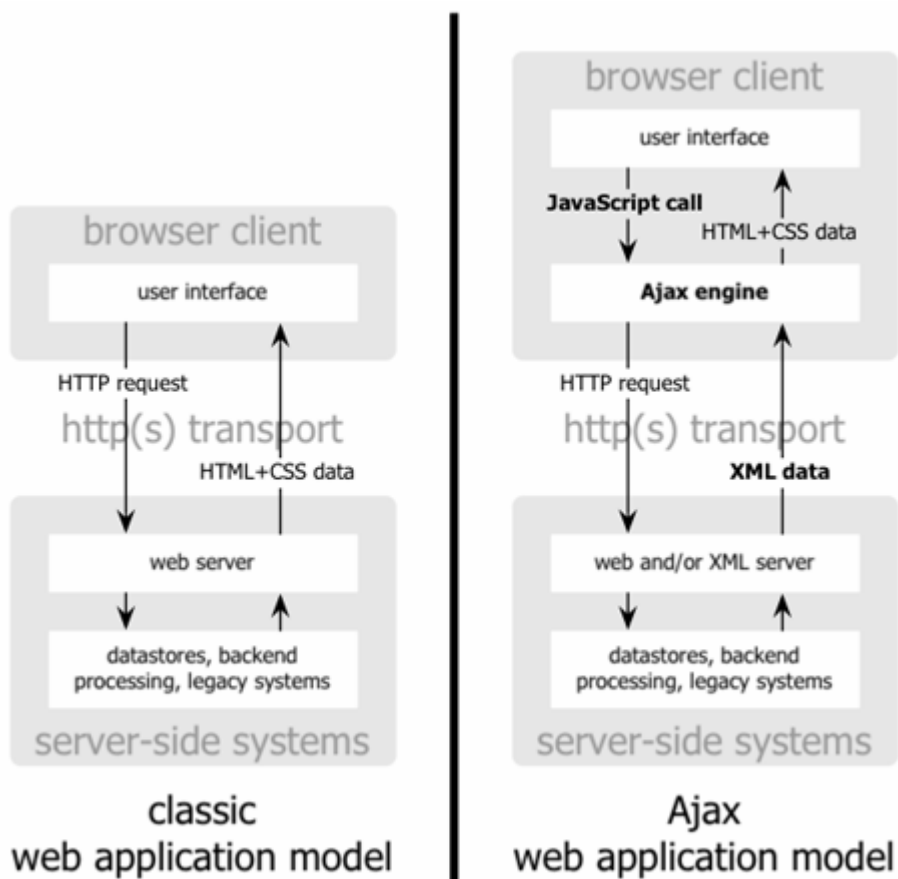 browser client
user interface
HTTP request
http(s) transport
HTML+CSS data
web server
datastores, backend
processing, legacy systems
server-side systems
classic
web application model
browser client
user interface
JavaScript call
HTML+CSS data
Ajax engine
HTTP request
http(s) transport
XML data
web and/or XML server
datastores, backend
processing, legacy systems
server-side systems
Ajax
web application model